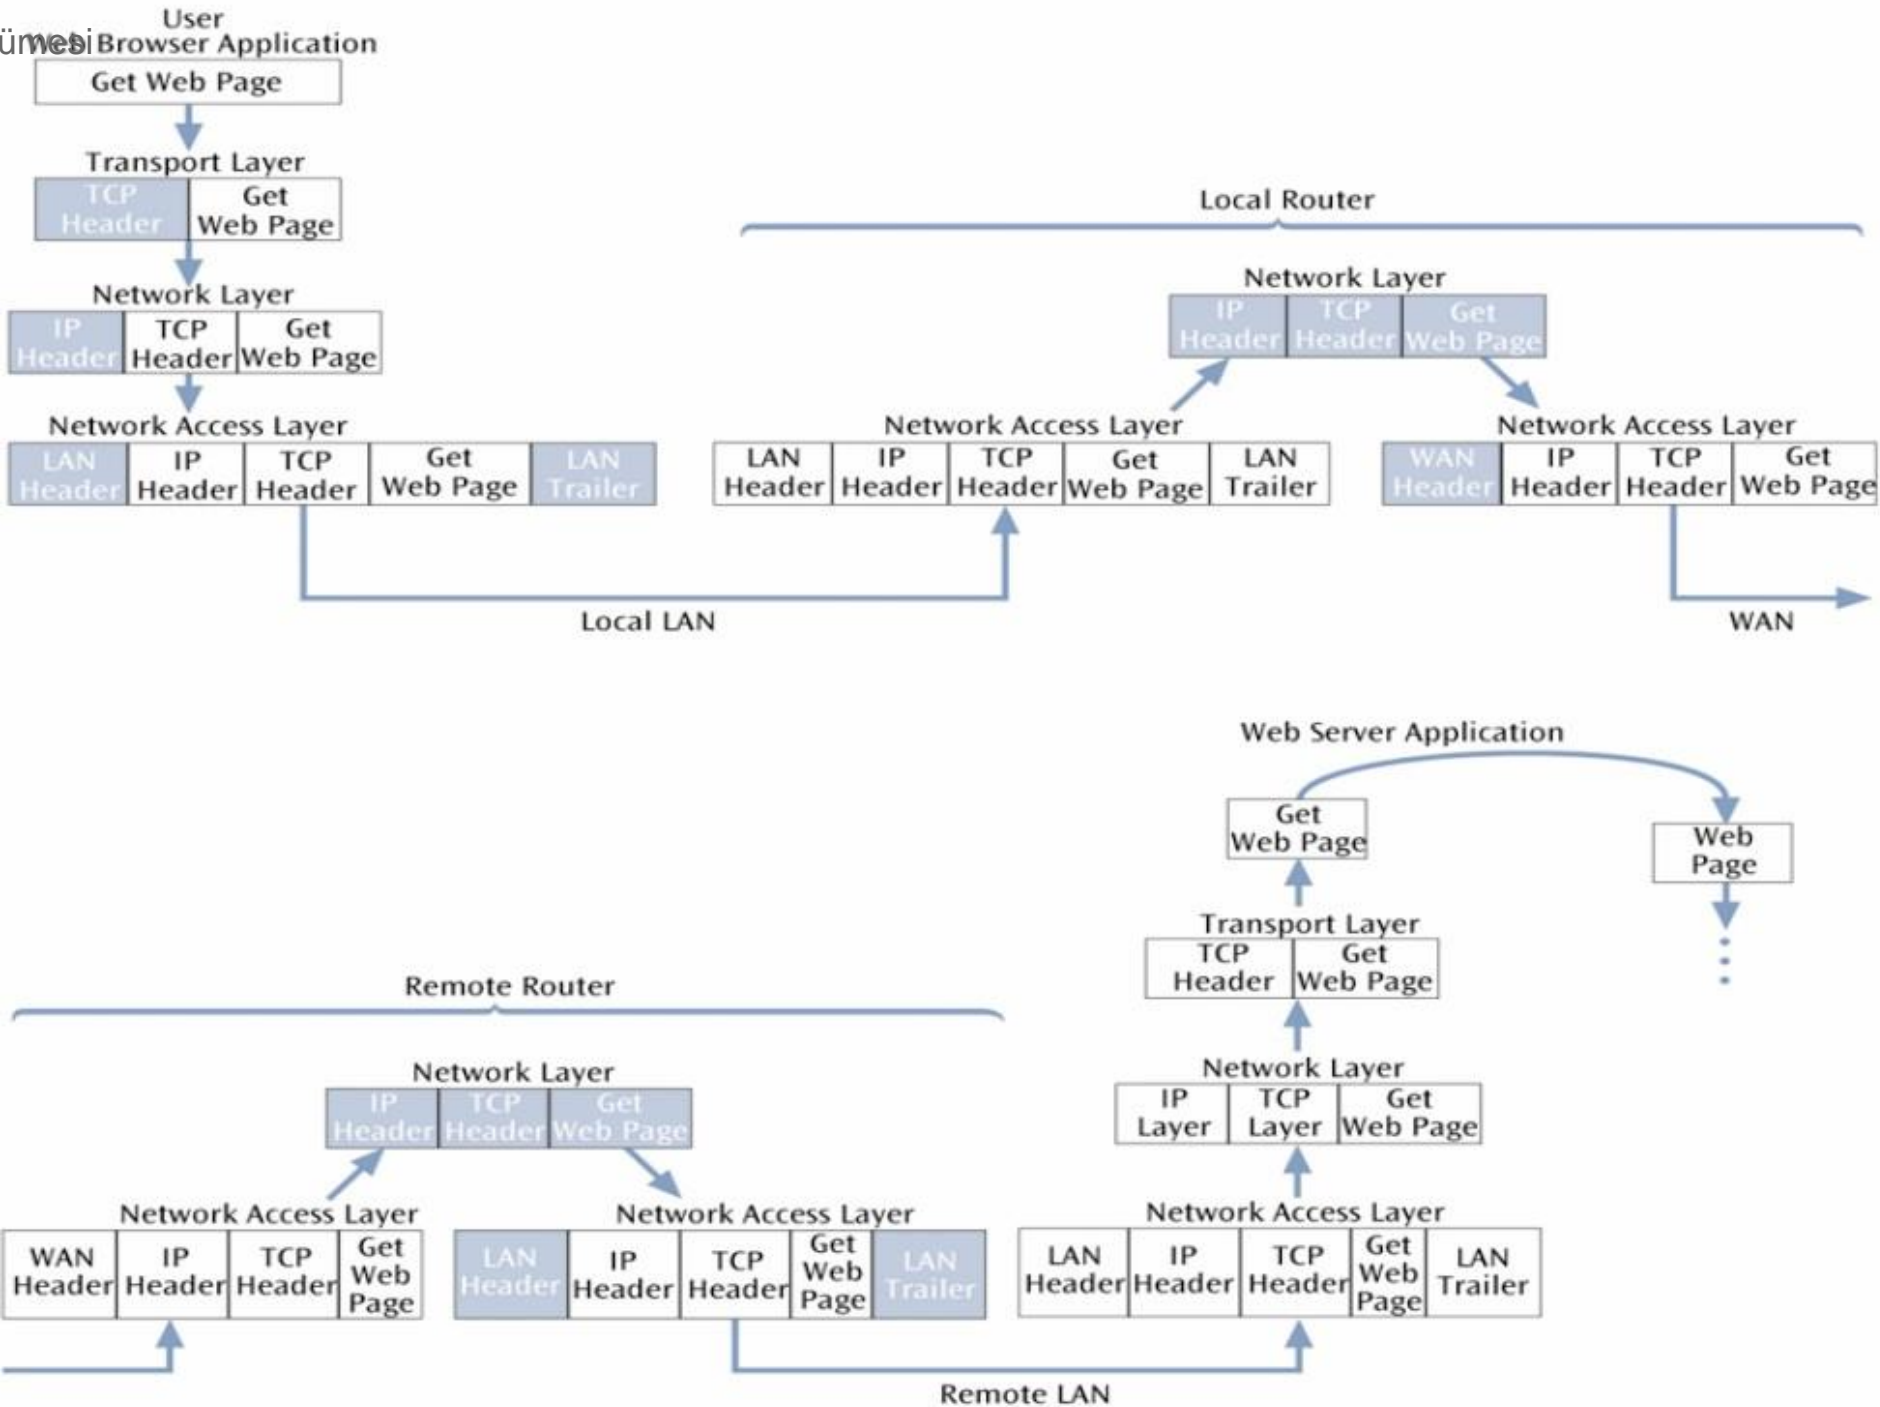 User
ümesi
Web Browser Application
Get Web Page
Transport Layer
TCP
Header
Get
Web Page
Network Layer
IP
Header
TCP
Header
Get
Web Page
Network Access Layer
LAN
Header
IP
Header
TCP
Header
Get
Web Page
LAN
Trailer
Local LAN
Local Router
Network Layer
IP
Header
TCP
Header
Get
Web Page
Network Access Layer
LAN
Header
IP
Header
TCP
Header
Get
Web Page
LAN
Trailer
Network Access Layer
WAN
Header
IP
Header
TCP
Header
Get
Web Page
WAN
Remote Router
Network Layer
IP
Header
TCP
Header
Get
Web Page
Network Access Layer
WAN
Header
IP
Header
TCP
Header
Get
Web
Page
Network Access Layer
LAN
Header
IP
Header
TCP
Header
Get
Web
Page
LAN
Trailer
Remote LAN
Web Server Application
Get
Web Page
Web
Page
Transport Layer
TCP
Header
Get
Web Page
Network Layer
IP
Layer
TCP
Layer
Get
Web Page
Network Access Layer
LAN
Header
IP
Header
TCP
Header
Get
Web
Page
LAN
Trailer